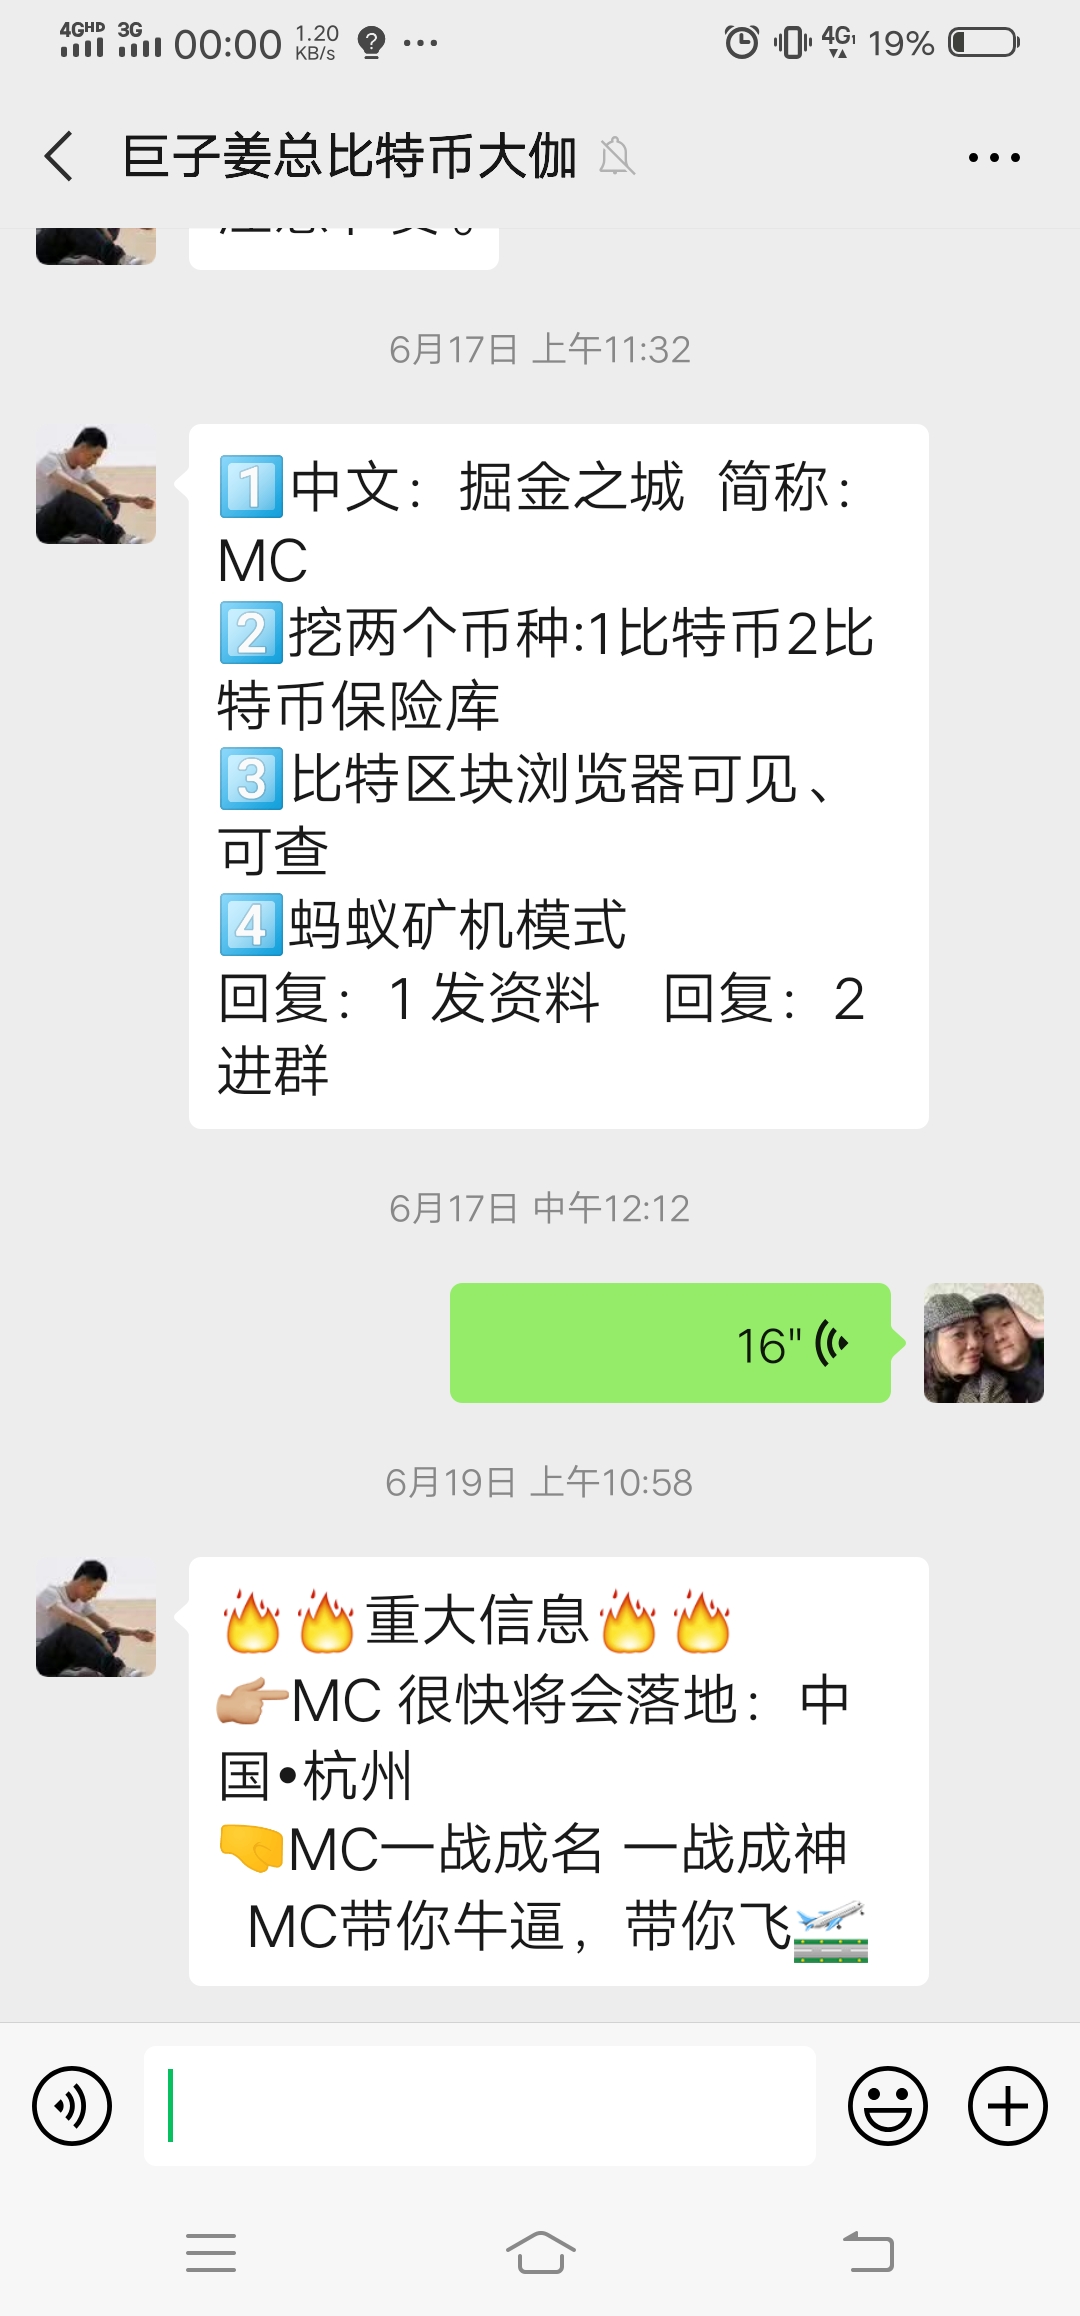 4GHD 3G 00:00 1.20 KB/s 4G1 19%
巨子姜总比特币大伽
6月17日 上午11:32
1中文：掘金之城 简称：
MC
2挖两个币种:1比特币2比
特币保险库
3比特区块浏览器可见、
可查
4蚂蚁矿机模式
回复：1 发资料 回复：2
进群
6月17日 中午12:12
16"
6月19日 上午10:58
🔥🔥重大信息🔥🔥
👉🏼MC 很快将会落地：中
国•杭州
🤜MC一战成名 一战成神
MC带你牛逼，带你飞🛫